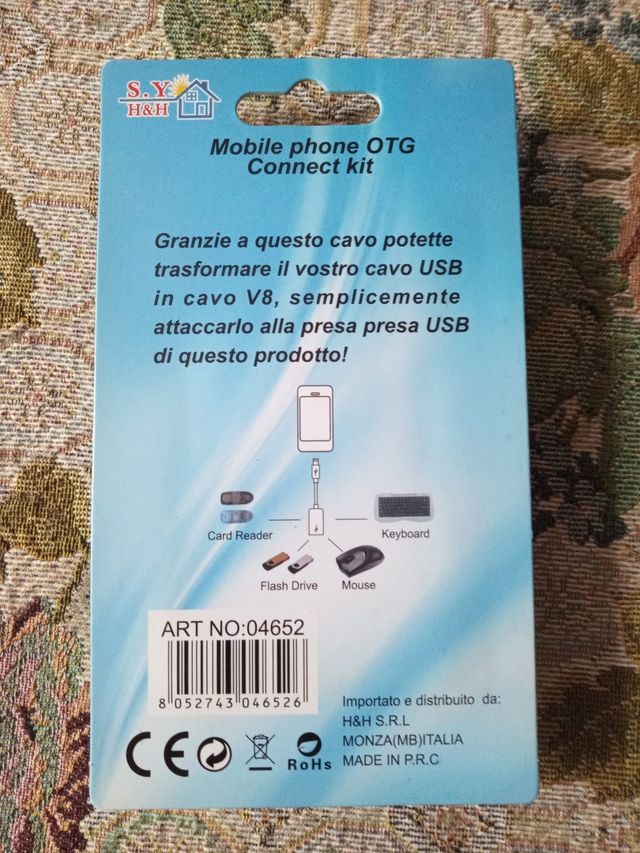 S.Y
H&H
Mobile phone OTG
Connect kit
Granzie a questo cavo potette
trasformare il vostro cavo USB
in cavo V8, semplicemente
attaccarlo alla presa presa USB
di questo prodotto!
Card Reader
Keyboard
Flash Drive
Mouse
ART NO:04652
8 052743 046526
Importato e distribuito da:
H&H S.R.L
MONZA(MB)ITALIA
MADE IN P.R.C
CE
RoHs